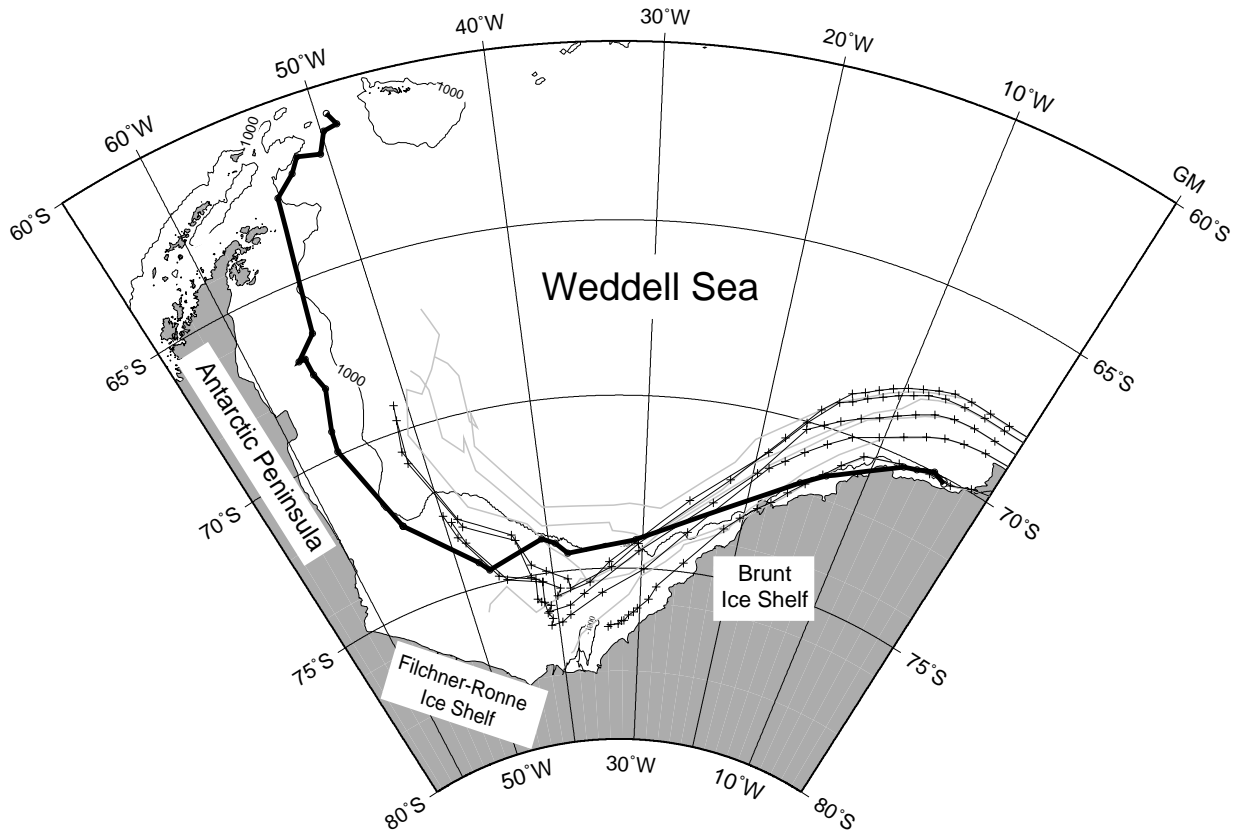 30˚W
40˚W
20˚W
50˚W
10˚W
1000
60˚W
1000
GM
60˚S
60˚S
Weddell Sea
65˚S
65˚S
1000
Antarctic Peninsula
70˚S
70˚S
Brunt
Ice Shelf
1000
75˚S
75˚S
Filchner-Ronne
Ice Shelf
50˚W
30˚W
10˚W
80˚S
80˚S